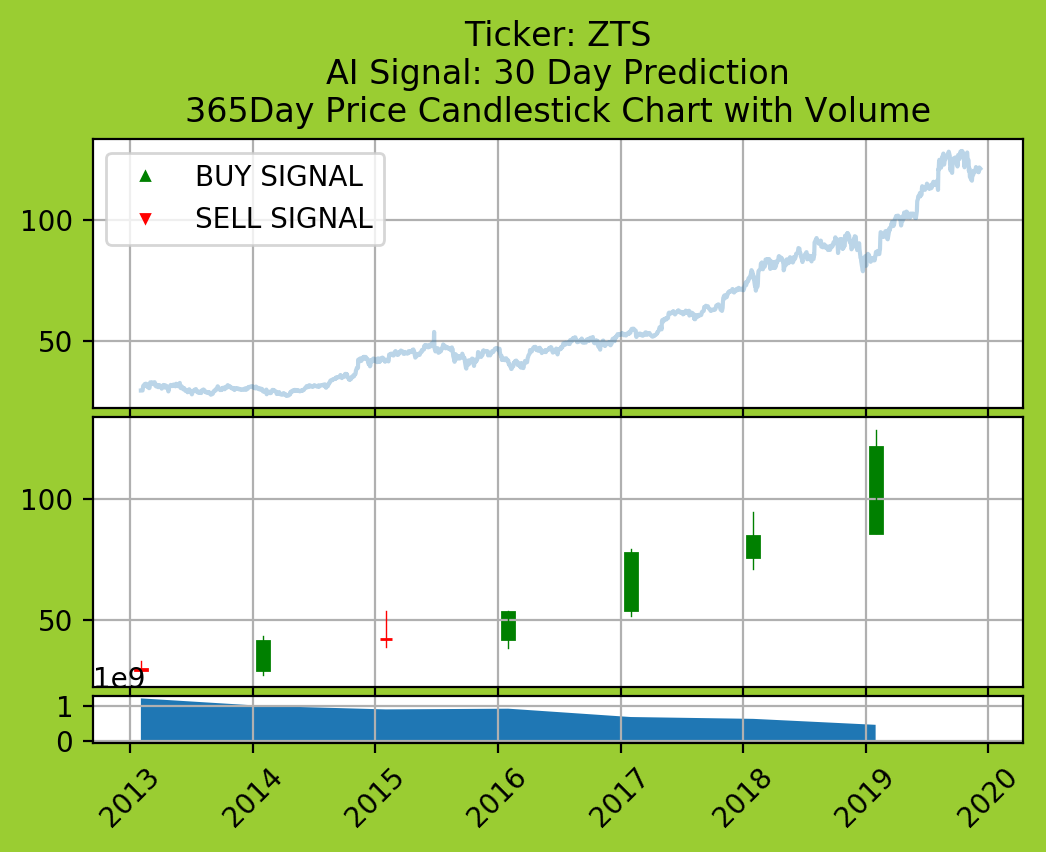 Ticker: ZTS
AI Signal: 30 Day Prediction
365Day Price Candlestick Chart with Volume
BUY SIGNAL
SELL SIGNAL
100
50
100
50
1e9
1
0
2013
2014
2015
2016
2017
2018
2019
2020